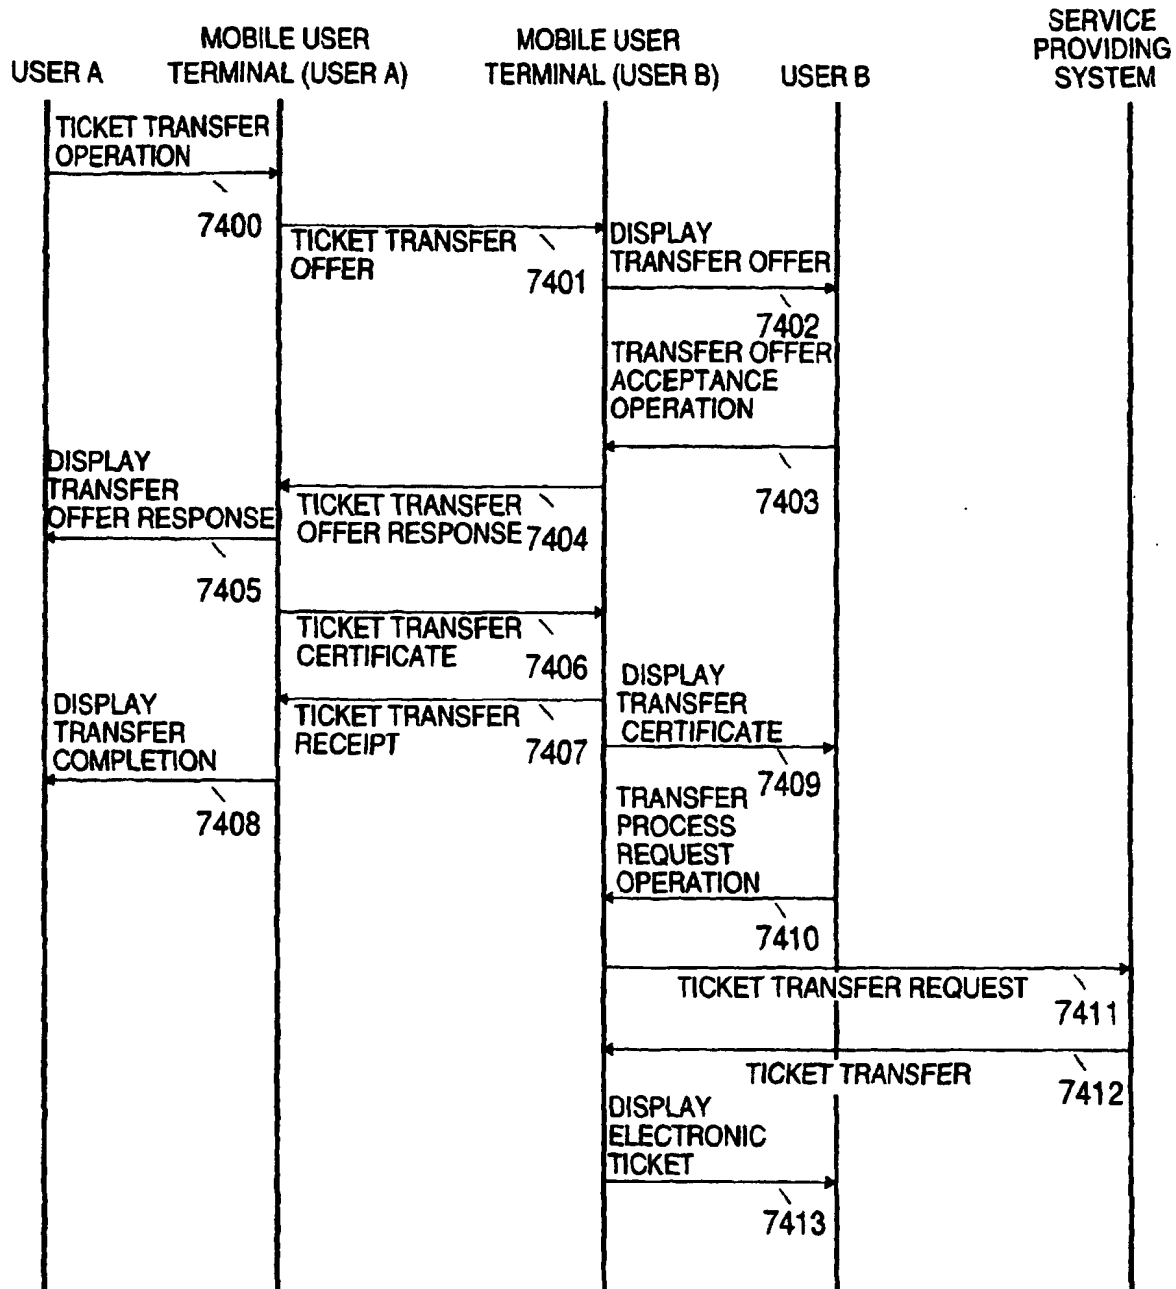 SERVICE
PROVIDING
SYSTEM
MOBILE USER
TERMINAL (USER A)
MOBILE USER
TERMINAL (USER B)
USER A
USER B
TICKET TRANSFER
OPERATION
7400
TICKET TRANSFER
OFFER
7401
DISPLAY
TRANSFER OFFER
7402
TRANSFER OFFER
ACCEPTANCE
OPERATION
7403
TICKET TRANSFER
OFFER RESPONSE
7404
DISPLAY
TRANSFER
OFFER RESPONSE
7405
TICKET TRANSFER
CERTIFICATE
7406
TICKET TRANSFER
RECEIPT
7407
DISPLAY
TRANSFER
COMPLETION
7408
DISPLAY
TRANSFER
CERTIFICATE
7409
TRANSFER
PROCESS
REQUEST
OPERATION
7410
TICKET TRANSFER REQUEST
7411
TICKET TRANSFER
7412
DISPLAY
ELECTRONIC
TICKET
7413